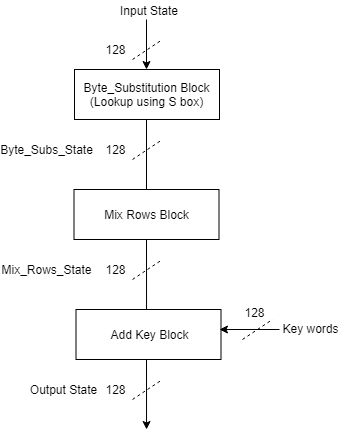 Input State
128
Byte_Substitution Block
(Lookup using S box)
Byte_Subs_State 128
Mix Rows Block
Mix_Rows_State 128
128
Add Key Block
Key words
Output State 128